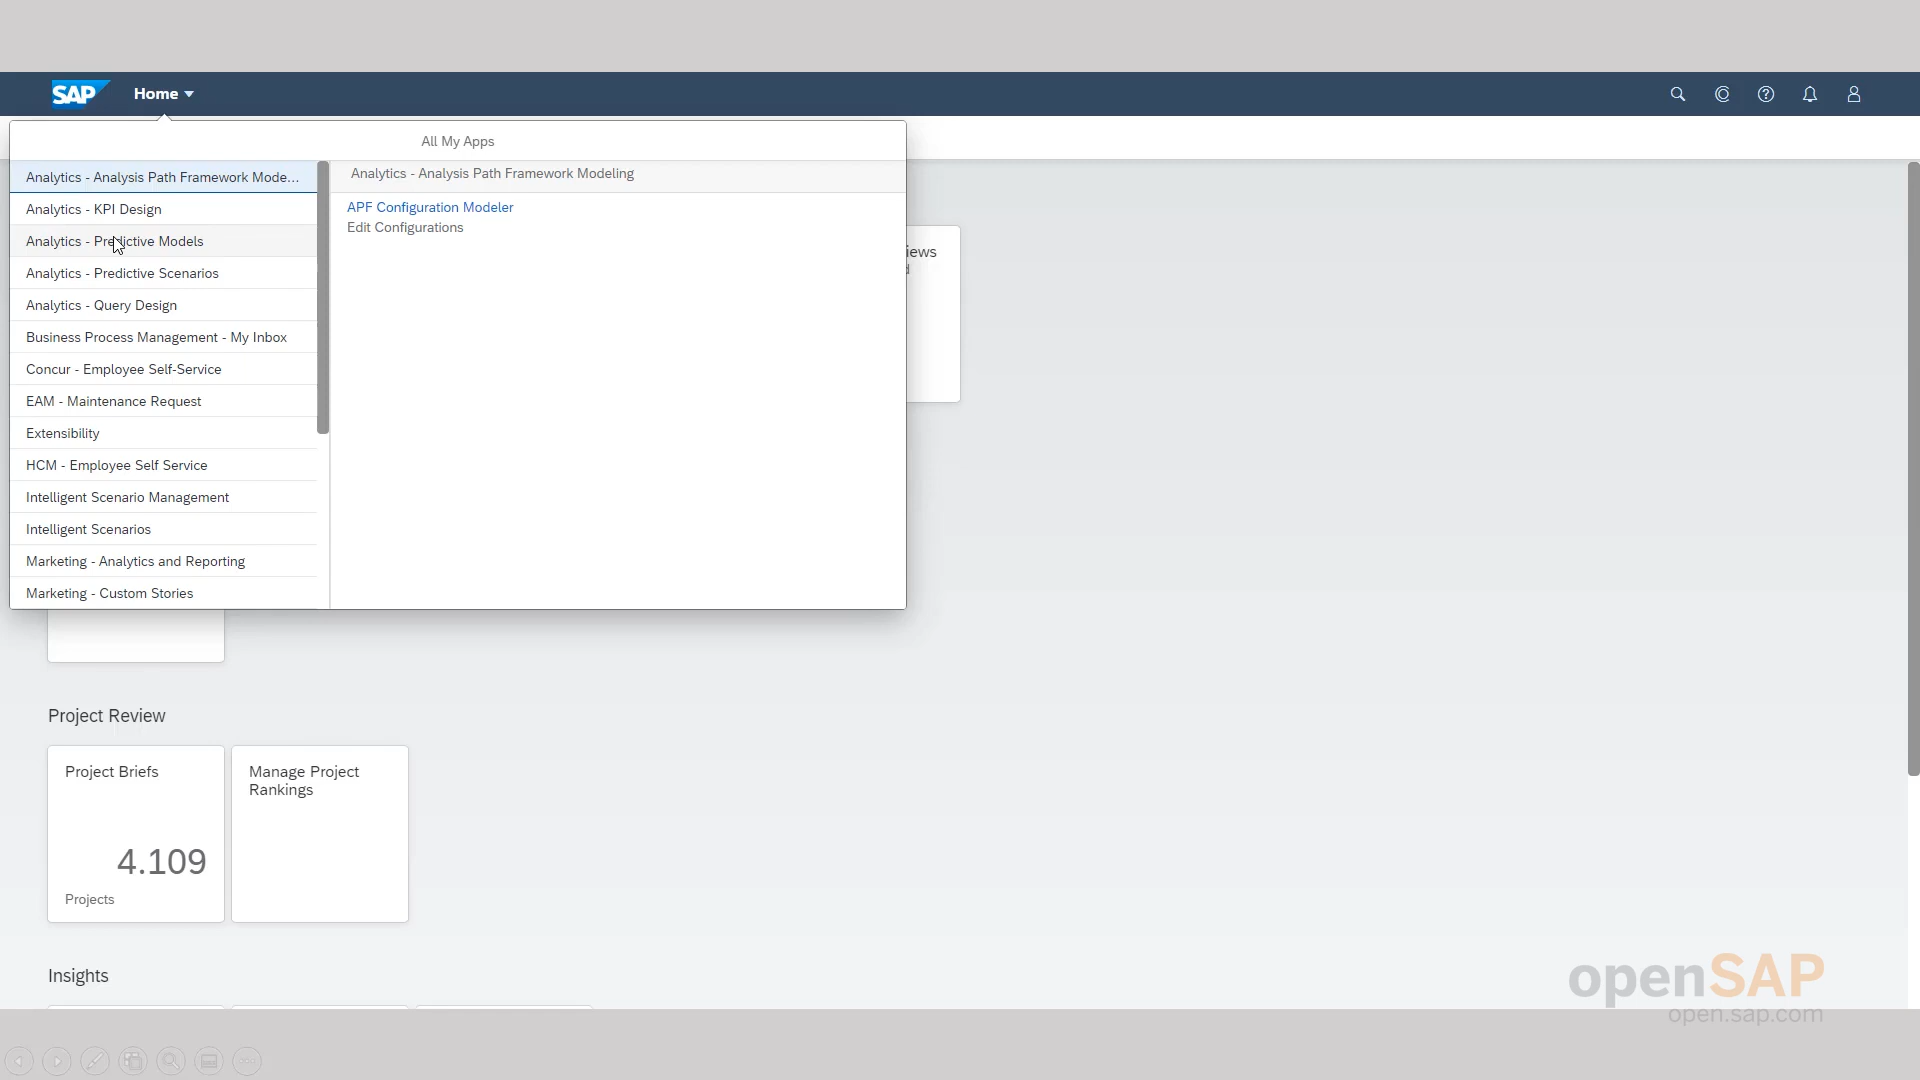 SAP Home
All My Apps
Analytics - Analysis Path Framework Mode...
Analytics - KPI Design
Analytics - Predictive Models
Analytics - Predictive Scenarios
Analytics - Query Design
Business Process Management - My Inbox
Concur - Employee Self-Service
EAM - Maintenance Request
Extensibility
HCM - Employee Self Service
Intelligent Scenario Management
Intelligent Scenarios
Marketing - Analytics and Reporting
Marketing - Custom Stories
Analytics - Analysis Path Framework Modeling
APF Configuration Modeler
Edit Configurations
iews
d
Project Review
Project Briefs
4.109
Projects
Manage Project
Rankings
Insights
openSAP
open.sap.com